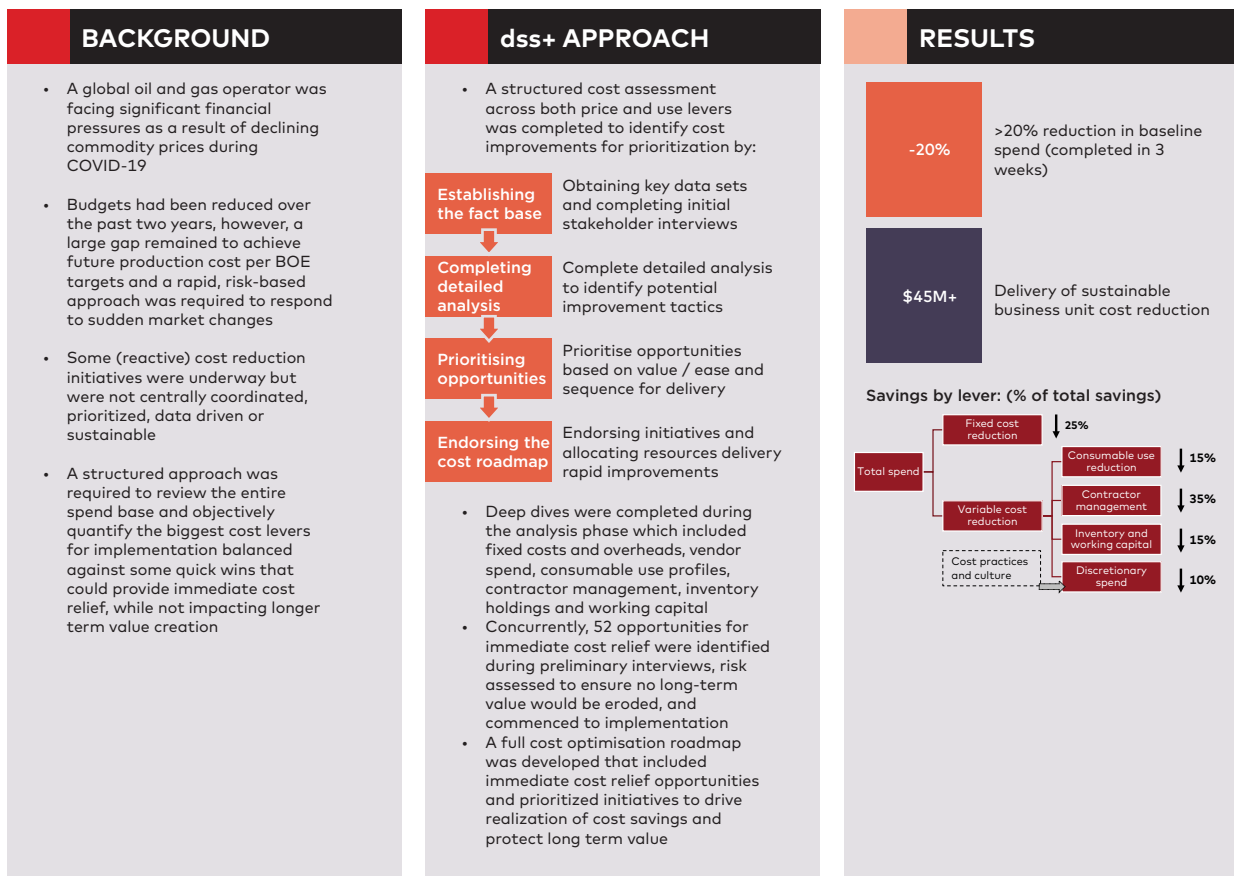 BACKGROUND
• A global oil and gas operator was
facing significant financial
pressures as a result of declining
commodity prices during
COVID-19
• Budgets had been reduced over
the past two years, however, a
large gap remained to achieve
future production cost per BOE
targets and a rapid, risk-based
approach was required to respond
to sudden market changes
• Some (reactive) cost reduction
initiatives were underway but
were not centrally coordinated,
prioritized, data driven or
sustainable
• A structured approach was
required to review the entire
spend base and objectively
quantify the biggest cost levers
for implementation balanced
against some quick wins that
could provide immediate cost
relief, while not impacting longer
term value creation
dss+ APPROACH
• A structured cost assessment
across both price and use levers
was completed to identify cost
improvements for prioritization by:
Establishing
the fact base
Obtaining key data sets
and completing initial
stakeholder interviews
Completing
detailed
analysis
Complete detailed analysis
to identify potential
improvement tactics
Prioritising
opportunities
Prioritise opportunities
based on value / ease and
sequence for delivery
Endorsing the
cost roadmap
Endorsing initiatives and
allocating resources delivery
rapid improvements
• Deep dives were completed during
the analysis phase which included
fixed costs and overheads, vendor
spend, consumable use profiles,
contractor management, inventory
holdings and working capital
• Concurrently, 52 opportunities for
immediate cost relief were identified
during preliminary interviews, risk
assessed to ensure no long-term
value would be eroded, and
commenced to implementation
• A full cost optimisation roadmap
was developed that included
immediate cost relief opportunities
and prioritized initiatives to drive
realization of cost savings and
protect long term value
RESULTS
-20%
>20% reduction in baseline
spend (completed in 3
weeks)
$45M+
Delivery of sustainable
business unit cost reduction
Savings by lever: (% of total savings)
Total spend
Fixed cost
reduction
25%
Variable cost
reduction
Consumable use
reduction
15%
Contractor
management
35%
Inventory and
working capital
15%
Discretionary
spend
10%
Cost practices
and culture